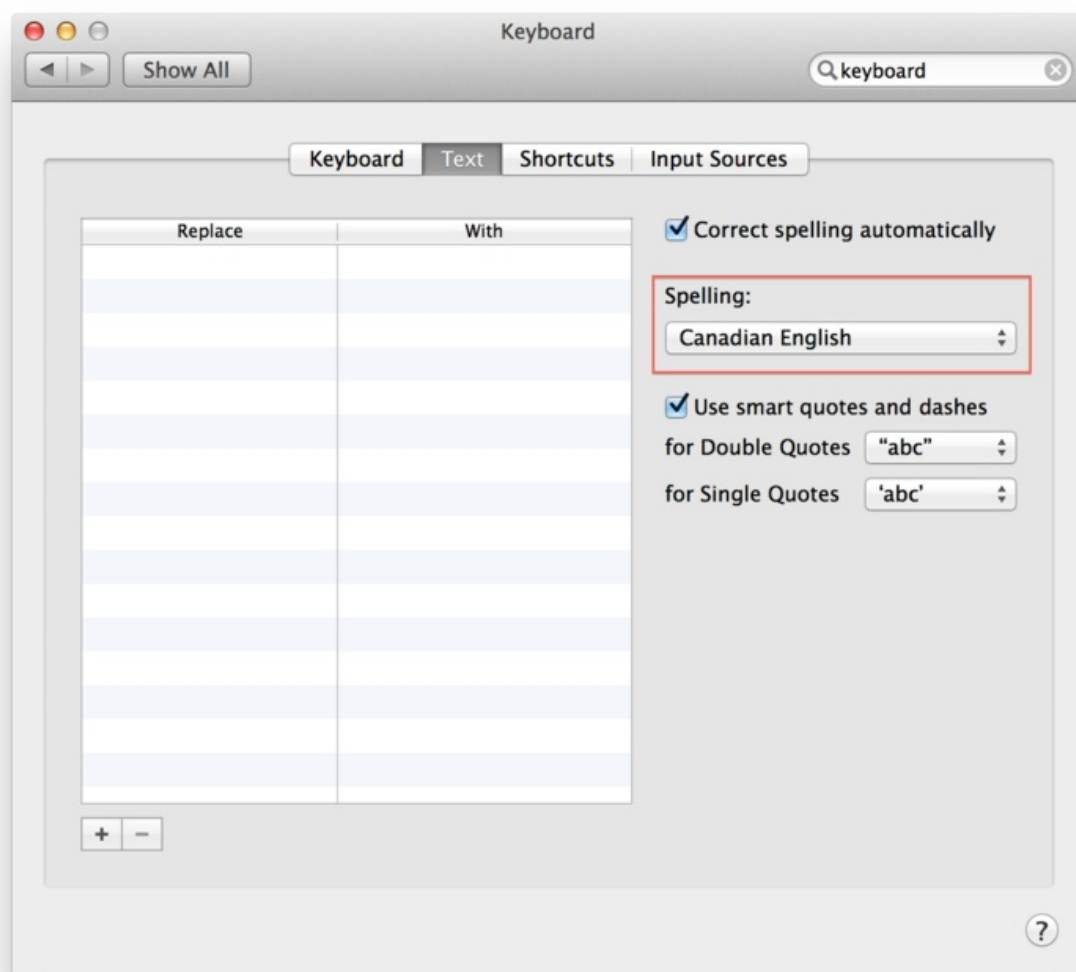 Keyboard
Show All
keyboard
Keyboard Text Shortcuts Input Sources
Replace With
Correct spelling automatically
Spelling:
Canadian English
Use smart quotes and dashes
for Double Quotes “abc”
for Single Quotes ‘abc’
+ −
?